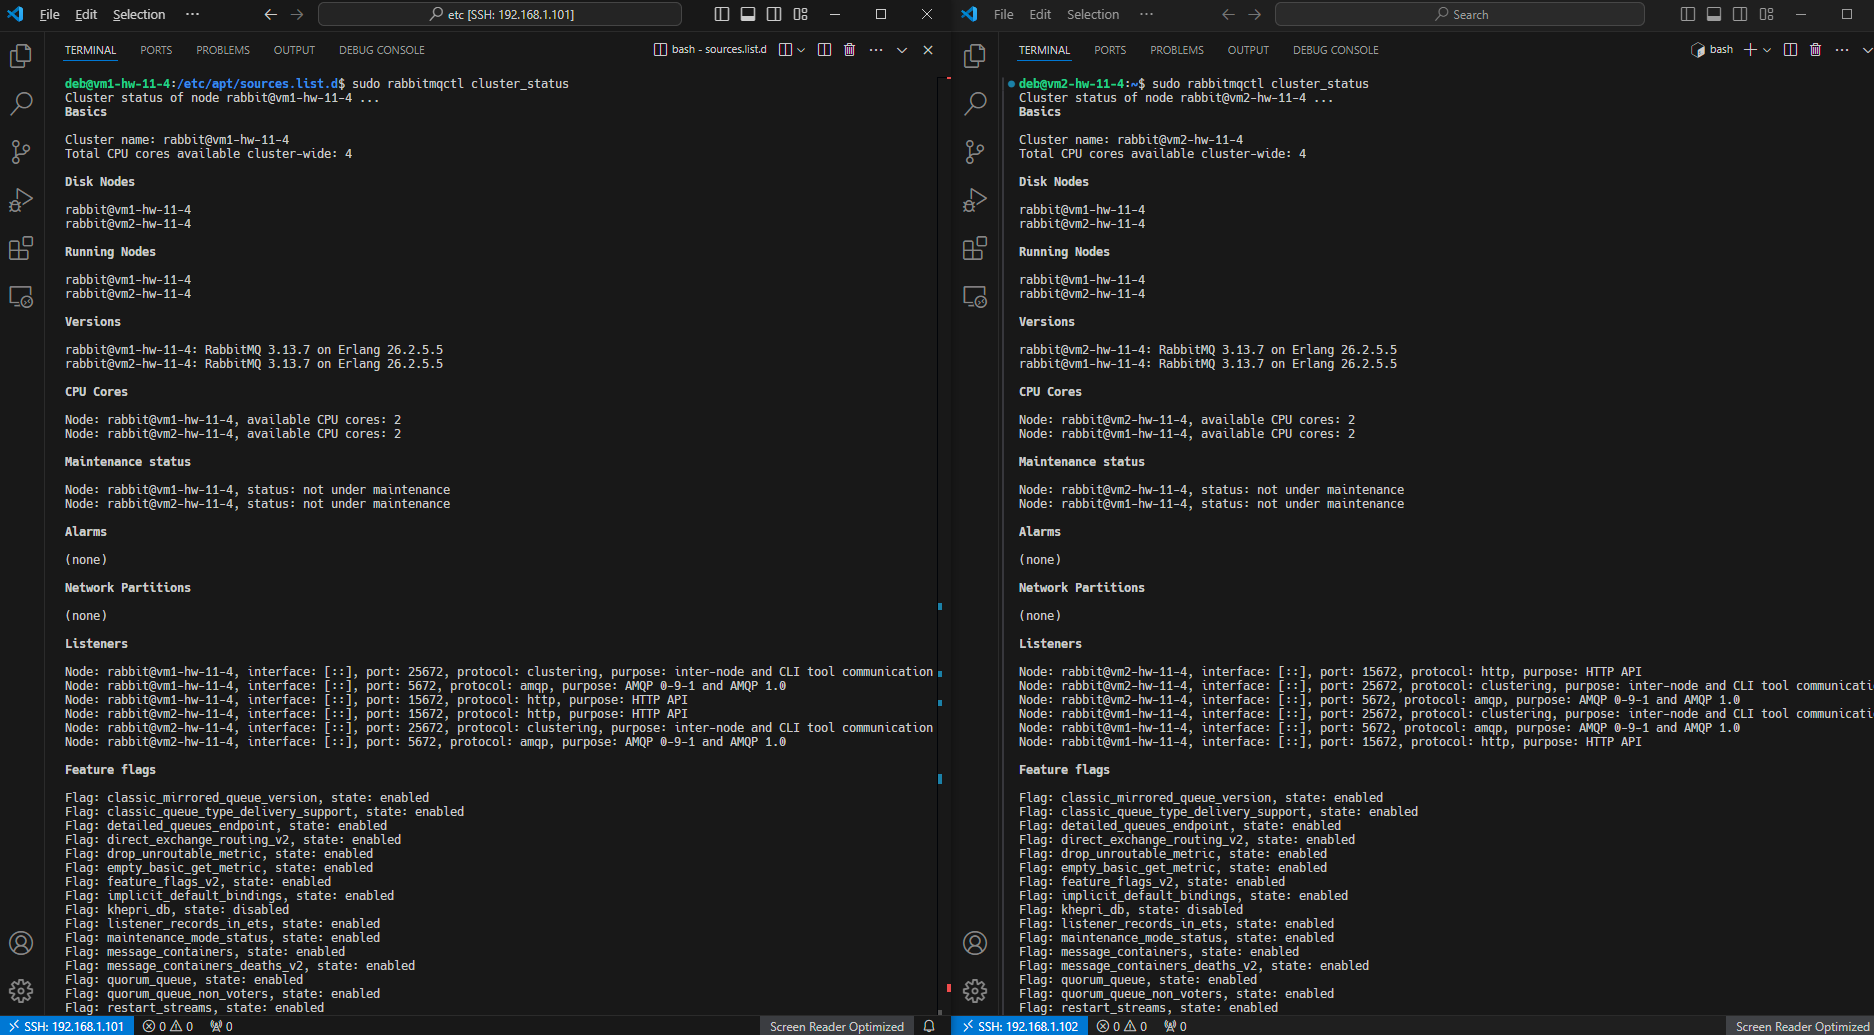 File Edit Selection ···
etc [SSH: 192.168.1.101]
TERMINAL PORTS PROBLEMS OUTPUT DEBUG CONSOLE
bash - sources.list.d
deb@vm1-hw-11-4:/etc/apt/sources.list.d$ sudo rabbitmqctl cluster_status
Cluster status of node rabbit@vm1-hw-11-4 ...
Basics
Cluster name: rabbit@vm1-hw-11-4
Total CPU cores available cluster-wide: 4
Disk Nodes
rabbit@vm1-hw-11-4
rabbit@vm2-hw-11-4
Running Nodes
rabbit@vm1-hw-11-4
rabbit@vm2-hw-11-4
Versions
rabbit@vm1-hw-11-4: RabbitMQ 3.13.7 on Erlang 26.2.5.5
rabbit@vm2-hw-11-4: RabbitMQ 3.13.7 on Erlang 26.2.5.5
CPU Cores
Node: rabbit@vm1-hw-11-4, available CPU cores: 2
Node: rabbit@vm2-hw-11-4, available CPU cores: 2
Maintenance status
Node: rabbit@vm1-hw-11-4, status: not under maintenance
Node: rabbit@vm2-hw-11-4, status: not under maintenance
Alarms
(none)
Network Partitions
(none)
Listeners
Node: rabbit@vm1-hw-11-4, interface: [::], port: 25672, protocol: clustering, purpose: inter-node and CLI tool communication
Node: rabbit@vm1-hw-11-4, interface: [::], port: 5672, protocol: amqp, purpose: AMQP 0-9-1 and AMQP 1.0
Node: rabbit@vm1-hw-11-4, interface: [::], port: 15672, protocol: http, purpose: HTTP API
Node: rabbit@vm2-hw-11-4, interface: [::], port: 15672, protocol: http, purpose: HTTP API
Node: rabbit@vm2-hw-11-4, interface: [::], port: 25672, protocol: clustering, purpose: inter-node and CLI tool communication
Node: rabbit@vm2-hw-11-4, interface: [::], port: 5672, protocol: amqp, purpose: AMQP 0-9-1 and AMQP 1.0
Feature flags
Flag: classic_mirrored_queue_version, state: enabled
Flag: classic_queue_type_delivery_support, state: enabled
Flag: detailed_queues_endpoint, state: enabled
Flag: direct_exchange_routing_v2, state: enabled
Flag: drop_unroutable_metric, state: enabled
Flag: empty_basic_get_metric, state: enabled
Flag: feature_flags_v2, state: enabled
Flag: implicit_default_bindings, state: enabled
Flag: khepri_db, state: disabled
Flag: listener_records_in_ets, state: enabled
Flag: maintenance_mode_status, state: enabled
Flag: message_containers, state: enabled
Flag: message_containers_deaths_v2, state: enabled
Flag: quorum_queue, state: enabled
Flag: quorum_queue_non_voters, state: enabled
Flag: restart_streams, state: enabled
SSH: 192.168.1.101 0 0 0 Screen Reader Optimized
File Edit Selection ···
Search
TERMINAL PORTS PROBLEMS OUTPUT DEBUG CONSOLE
bash
deb@vm2-hw-11-4:~$ sudo rabbitmqctl cluster_status
Cluster status of node rabbit@vm2-hw-11-4 ...
Basics
Cluster name: rabbit@vm2-hw-11-4
Total CPU cores available cluster-wide: 4
Disk Nodes
rabbit@vm1-hw-11-4
rabbit@vm2-hw-11-4
Running Nodes
rabbit@vm1-hw-11-4
rabbit@vm2-hw-11-4
Versions
rabbit@vm2-hw-11-4: RabbitMQ 3.13.7 on Erlang 26.2.5.5
rabbit@vm1-hw-11-4: RabbitMQ 3.13.7 on Erlang 26.2.5.5
CPU Cores
Node: rabbit@vm2-hw-11-4, available CPU cores: 2
Node: rabbit@vm1-hw-11-4, available CPU cores: 2
Maintenance status
Node: rabbit@vm2-hw-11-4, status: not under maintenance
Node: rabbit@vm1-hw-11-4, status: not under maintenance
Alarms
(none)
Network Partitions
(none)
Listeners
Node: rabbit@vm2-hw-11-4, interface: [::], port: 15672, protocol: http, purpose: HTTP API
Node: rabbit@vm2-hw-11-4, interface: [::], port: 25672, protocol: clustering, purpose: inter-node and CLI tool communicati
Node: rabbit@vm2-hw-11-4, interface: [::], port: 5672, protocol: amqp, purpose: AMQP 0-9-1 and AMQP 1.0
Node: rabbit@vm1-hw-11-4, interface: [::], port: 25672, protocol: clustering, purpose: inter-node and CLI tool communicati
Node: rabbit@vm1-hw-11-4, interface: [::], port: 5672, protocol: amqp, purpose: AMQP 0-9-1 and AMQP 1.0
Node: rabbit@vm1-hw-11-4, interface: [::], port: 15672, protocol: http, purpose: HTTP API
Feature flags
Flag: classic_mirrored_queue_version, state: enabled
Flag: classic_queue_type_delivery_support, state: enabled
Flag: detailed_queues_endpoint, state: enabled
Flag: direct_exchange_routing_v2, state: enabled
Flag: drop_unroutable_metric, state: enabled
Flag: empty_basic_get_metric, state: enabled
Flag: feature_flags_v2, state: enabled
Flag: implicit_default_bindings, state: enabled
Flag: khepri_db, state: disabled
Flag: listener_records_in_ets, state: enabled
Flag: maintenance_mode_status, state: enabled
Flag: message_containers, state: enabled
Flag: message_containers_deaths_v2, state: enabled
Flag: quorum_queue, state: enabled
Flag: quorum_queue_non_voters, state: enabled
Flag: restart_streams, state: enabled
SSH: 192.168.1.102 0 0 0 Screen Reader Optimized